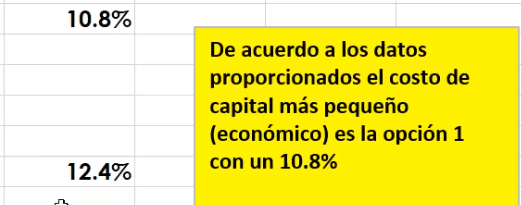 10.8%
De acuerdo a los datos
proporcionados el costo de
capital más pequeño
(económico) es la opción 1
con un 10.8%
12.4%